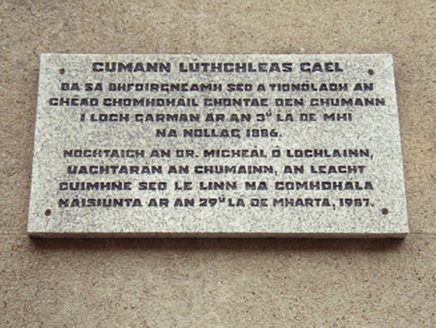 CUMANN LÚTHCHLEAS GAEL
BA SA BHFOIRGNEAMH SEO A TIONÓLADH AN
CHÉAD CHOMHDHÁIL CHONTAE DEN CHUMANN
I LOCH GARMAN AR AN 3Ú LÁ DE MHÍ
NA NOLLAG 1886.
NOCHTAIGH AN DR. MICHEÁL Ó LOCHLAINN,
UACHTARÁN AN CHUMAINN, AN LEACHT
CUIMHNE SEO LE LINN NA COMHDHÁLA
NÁISIÚNTA AR AN 29Ú LÁ DE MHÁRTA, 1987.